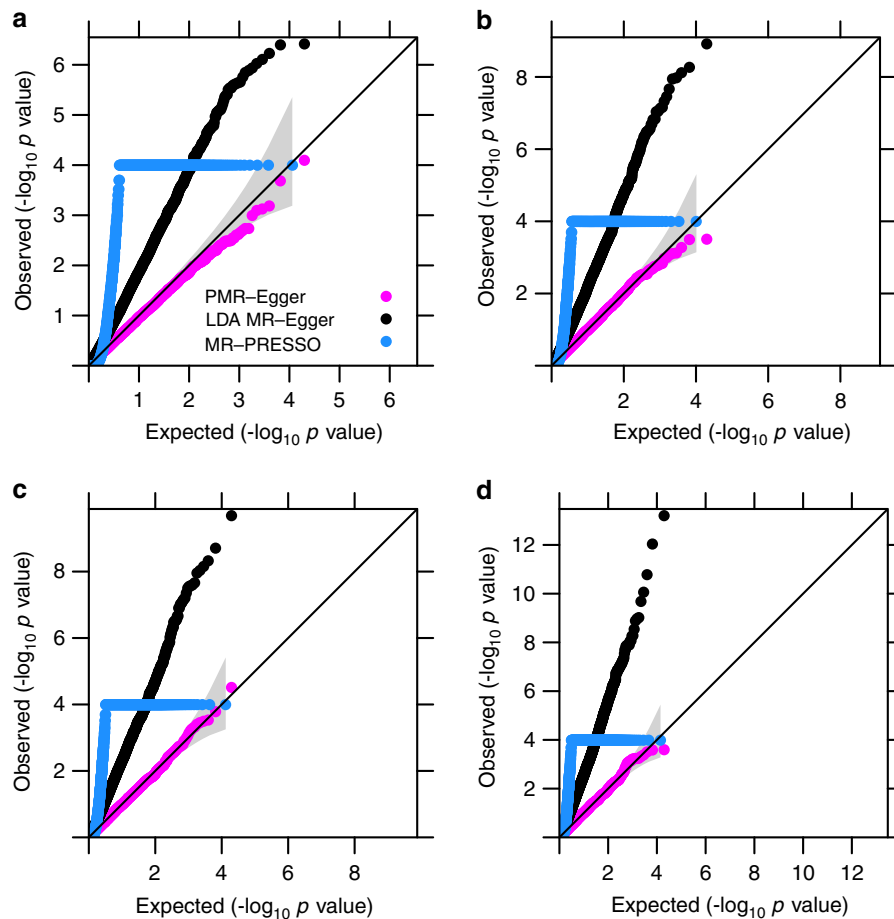 a
Observed (-log10 p value)
6
5
4
3
2
1
PMR–Egger
LDA MR–Egger
MR–PRESSO
1 2 3 4 5 6
Expected (-log10 p value)
b
Observed (-log10 p value)
8
6
4
2
2 4 6 8
Expected (-log10 p value)
c
Observed (-log10 p value)
8
6
4
2
2 4 6 8
Expected (-log10 p value)
d
Observed (-log10 p value)
12
10
8
6
4
2
2 4 6 8 10 12
Expected (-log10 p value)